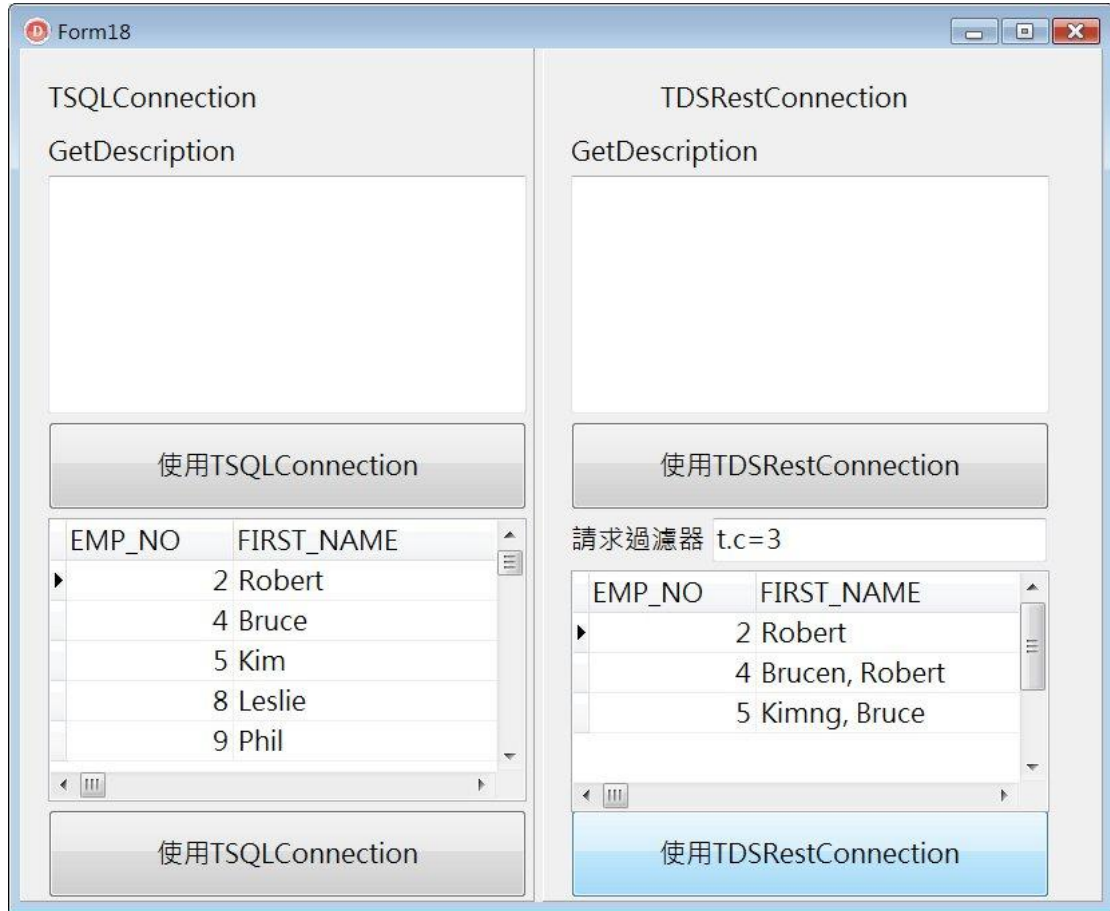 Form18
TSQLConnection
GetDescription
使用TSQLConnection
EMP_NO FIRST_NAME
2 Robert
4 Bruce
5 Kim
8 Leslie
9 Phil
使用TSQLConnection
TDSRestConnection
GetDescription
使用TDSRestConnection
請求過濾器 t.c=3
EMP_NO FIRST_NAME
2 Robert
4 Brucen, Robert
5 Kimng, Bruce
使用TDSRestConnection